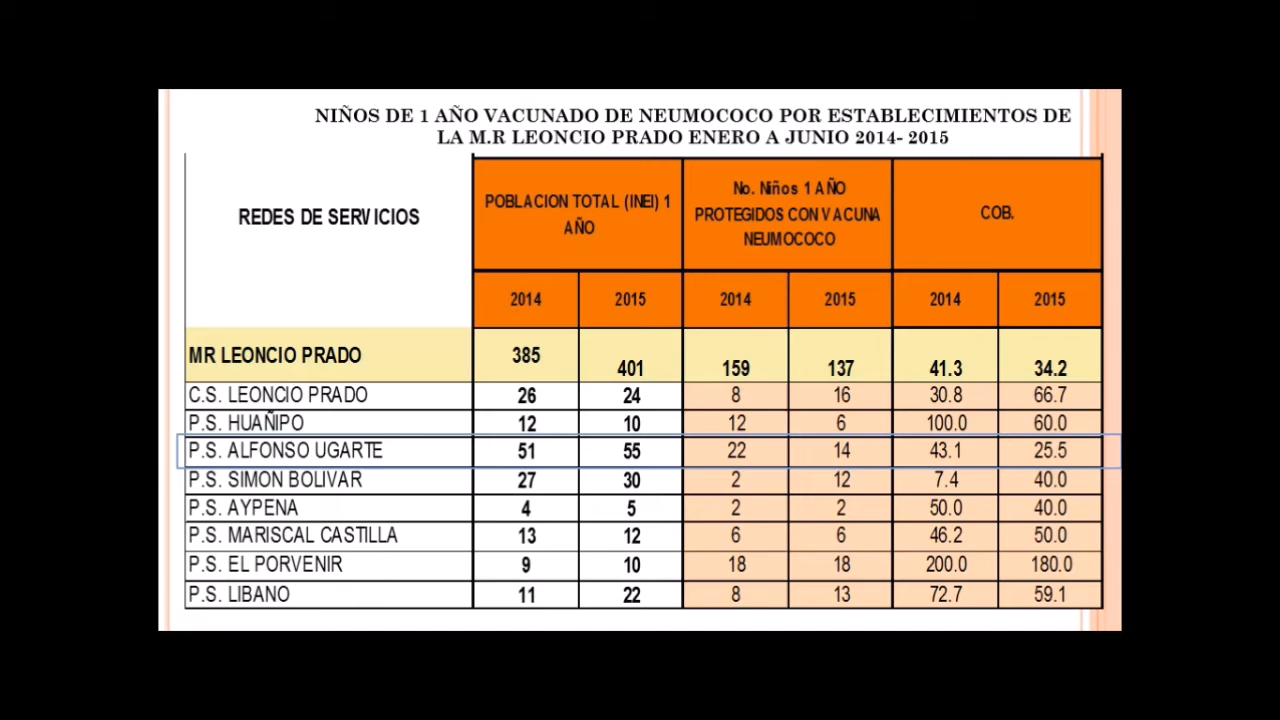 NIÑOS DE 1 AÑO VACUNADO DE NEUMOCOCO POR ESTABLECIMIENTOS DE
LA M.R LEONCIO PRADO ENERO A JUNIO 2014- 2015
REDES DE SERVICIOS
POBLACION TOTAL (INEI) 1
AÑO
No. Niños 1 AÑO
PROTEGIDOS CON VACUNA
NEUMOCOCO
COB.
2014 2015 2014 2015 2014 2015
MR LEONCIO PRADO 385 401 159 137 41.3 34.2
C.S. LEONCIO PRADO 26 24 8 16 30.8 66.7
P.S. HUAÑIPO 12 10 12 6 100.0 60.0
P.S. ALFONSO UGARTE 51 55 22 14 43.1 25.5
P.S. SIMON BOLIVAR 27 30 2 12 7.4 40.0
P.S. AYPENA 4 5 2 2 50.0 40.0
P.S. MARISCAL CASTILLA 13 12 6 6 46.2 50.0
P.S. EL PORVENIR 9 10 18 18 200.0 180.0
P.S. LIBANO 11 22 8 13 72.7 59.1